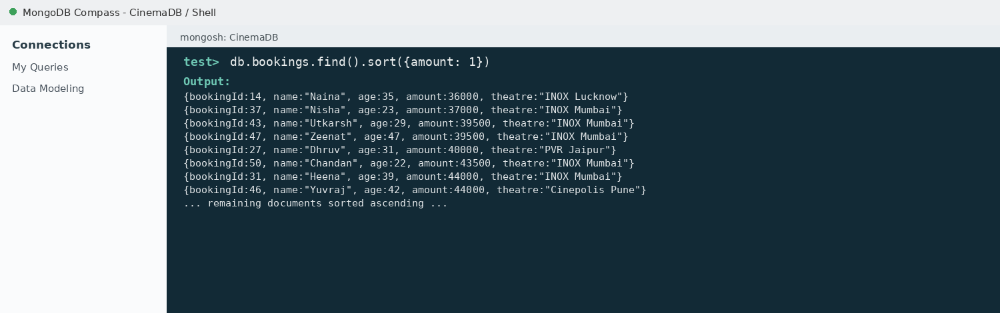 MongoDB Compass - CinemaDB / Shell
Connections
My Queries
Data Modeling
mongosh: CinemaDB
test> db.bookings.find().sort({amount: 1})
Output:
{bookingId:14, name:"Naina", age:35, amount:36000, theatre:"INOX Lucknow"}
{bookingId:37, name:"Nisha", age:23, amount:37000, theatre:"INOX Mumbai"}
{bookingId:43, name:"Utkarsh", age:29, amount:39500, theatre:"INOX Mumbai"}
{bookingId:47, name:"Zeenat", age:47, amount:39500, theatre:"INOX Mumbai"}
{bookingId:27, name:"Dhruv", age:31, amount:40000, theatre:"PVR Jaipur"}
{bookingId:50, name:"Chandan", age:22, amount:43500, theatre:"INOX Mumbai"}
{bookingId:31, name:"Heena", age:39, amount:44000, theatre:"INOX Mumbai"}
{bookingId:46, name:"Yuvraj", age:42, amount:44000, theatre:"Cinepolis Pune"}
... remaining documents sorted ascending ...